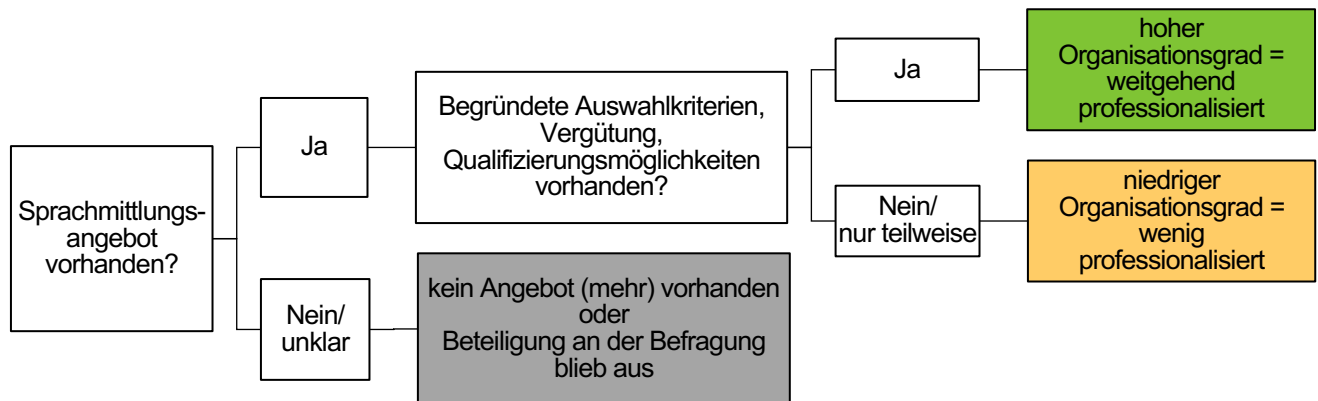 Sprachmittlungs-
angebot
vorhanden?
Ja
Begründete Auswahlkriterien,
Vergütung,
Qualifizierungsmöglichkeiten
vorhanden?
Ja
hoher
Organisationsgrad =
weitgehend
professionalisiert
Nein/
nur teilweise
niedriger
Organisationsgrad =
wenig
professionalisiert
Nein/
unklar
kein Angebot (mehr) vorhanden
oder
Beteiligung an der Befragung
blieb aus